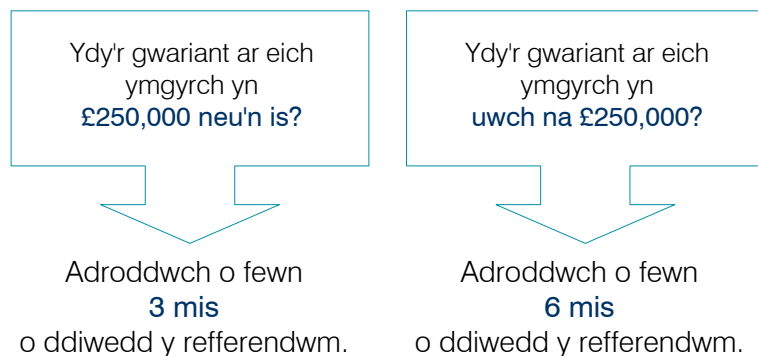 Ydy'r gwariant ar eich
ymgyrch yn
£250,000 neu'n is?
Adroddwch o fewn
3 mis
o ddiwedd y refferendwm.
Ydy'r gwariant ar eich
ymgyrch yn
uwch na £250,000?
Adroddwch o fewn
6 mis
o ddiwedd y refferendwm.